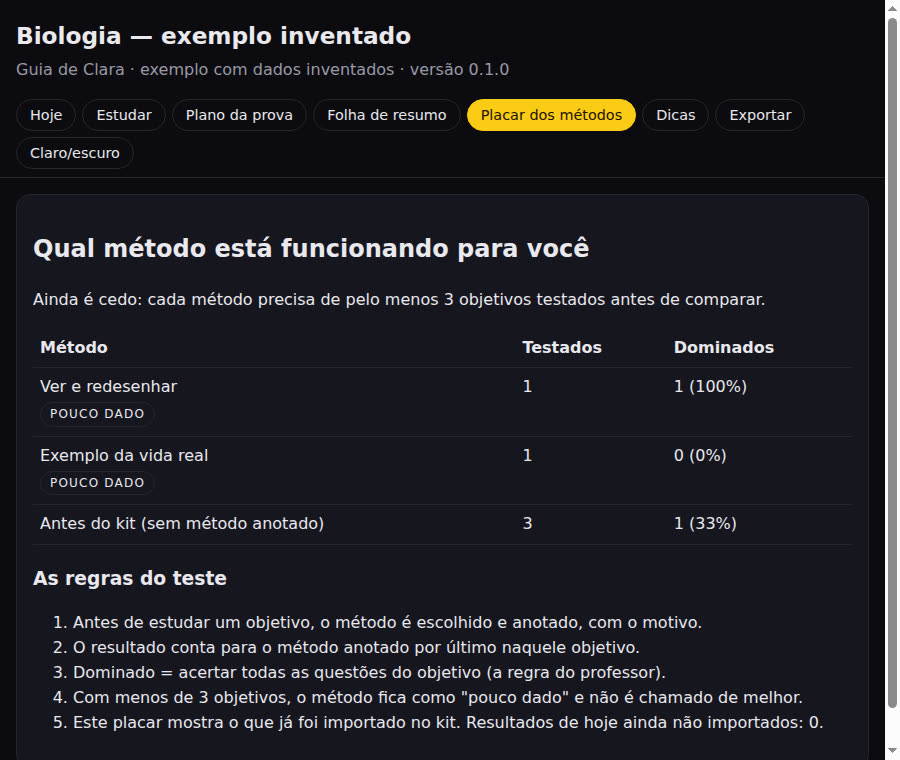 Biologia — exemplo inventado
Guia de Clara · exemplo com dados inventados · versão 0.1.0
Hoje
Estudar
Plano da prova
Folha de resumo
Placar dos métodos
Dicas
Exportar
Claro/escuro
Qual método está funcionando para você
Ainda é cedo: cada método precisa de pelo menos 3 objetivos testados antes de comparar.
Método Testados Dominados
Ver e redesenhar 1 1 (100%)
POUCO DADO
Exemplo da vida real 1 0 (0%)
POUCO DADO
Antes do kit (sem método anotado) 3 1 (33%)
As regras do teste
1. Antes de estudar um objetivo, o método é escolhido e anotado, com o motivo.
2. O resultado conta para o método anotado por último naquele objetivo.
3. Dominado = acertar todas as questões do objetivo (a regra do professor).
4. Com menos de 3 objetivos, o método fica como "pouco dado" e não é chamado de melhor.
5. Este placar mostra o que já foi importado no kit. Resultados de hoje ainda não importados: 0.